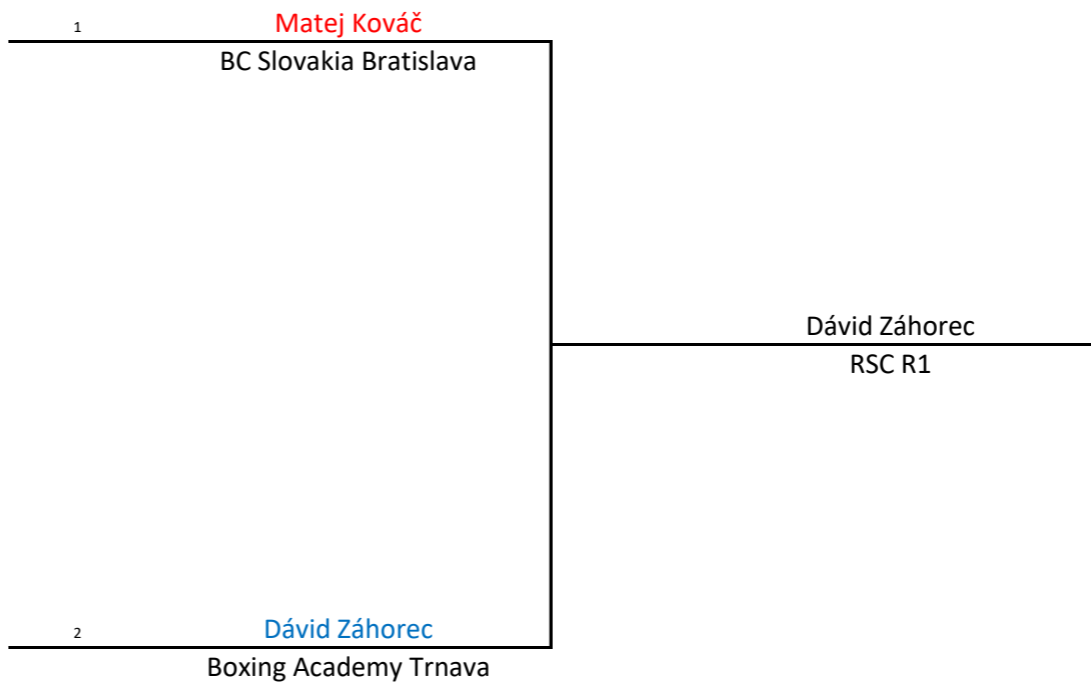 1 Matej Kováč
BC Slovakia Bratislava
Dávid Záhorec
RSC R1
2 Dávid Záhorec
Boxing Academy Trnava